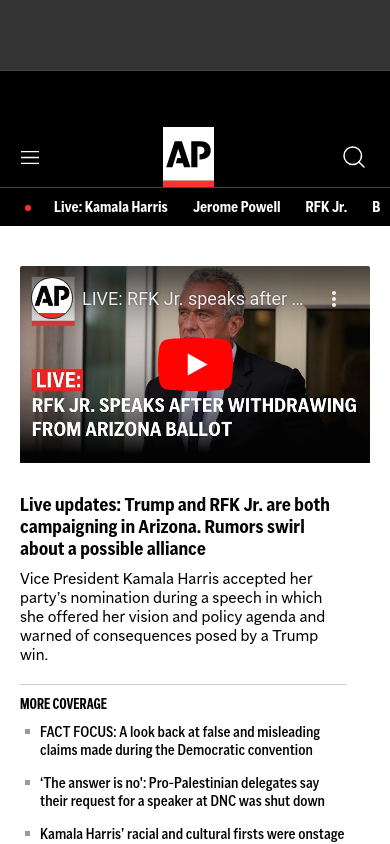 AP
Live: Kamala Harris Jerome Powell RFK Jr. B
AP LIVE: RFK Jr. speaks after ...
LIVE:
RFK JR. SPEAKS AFTER WITHDRAWING
FROM ARIZONA BALLOT
Live updates: Trump and RFK Jr. are both
campaigning in Arizona. Rumors swirl
about a possible alliance
Vice President Kamala Harris accepted her
party’s nomination during a speech in which
she offered her vision and policy agenda and
warned of consequences posed by a Trump
win.
MORE COVERAGE
FACT FOCUS: A look back at false and misleading
claims made during the Democratic convention
‘The answer is no': Pro-Palestinian delegates say
their request for a speaker at DNC was shut down
Kamala Harris’ racial and cultural firsts were onstage